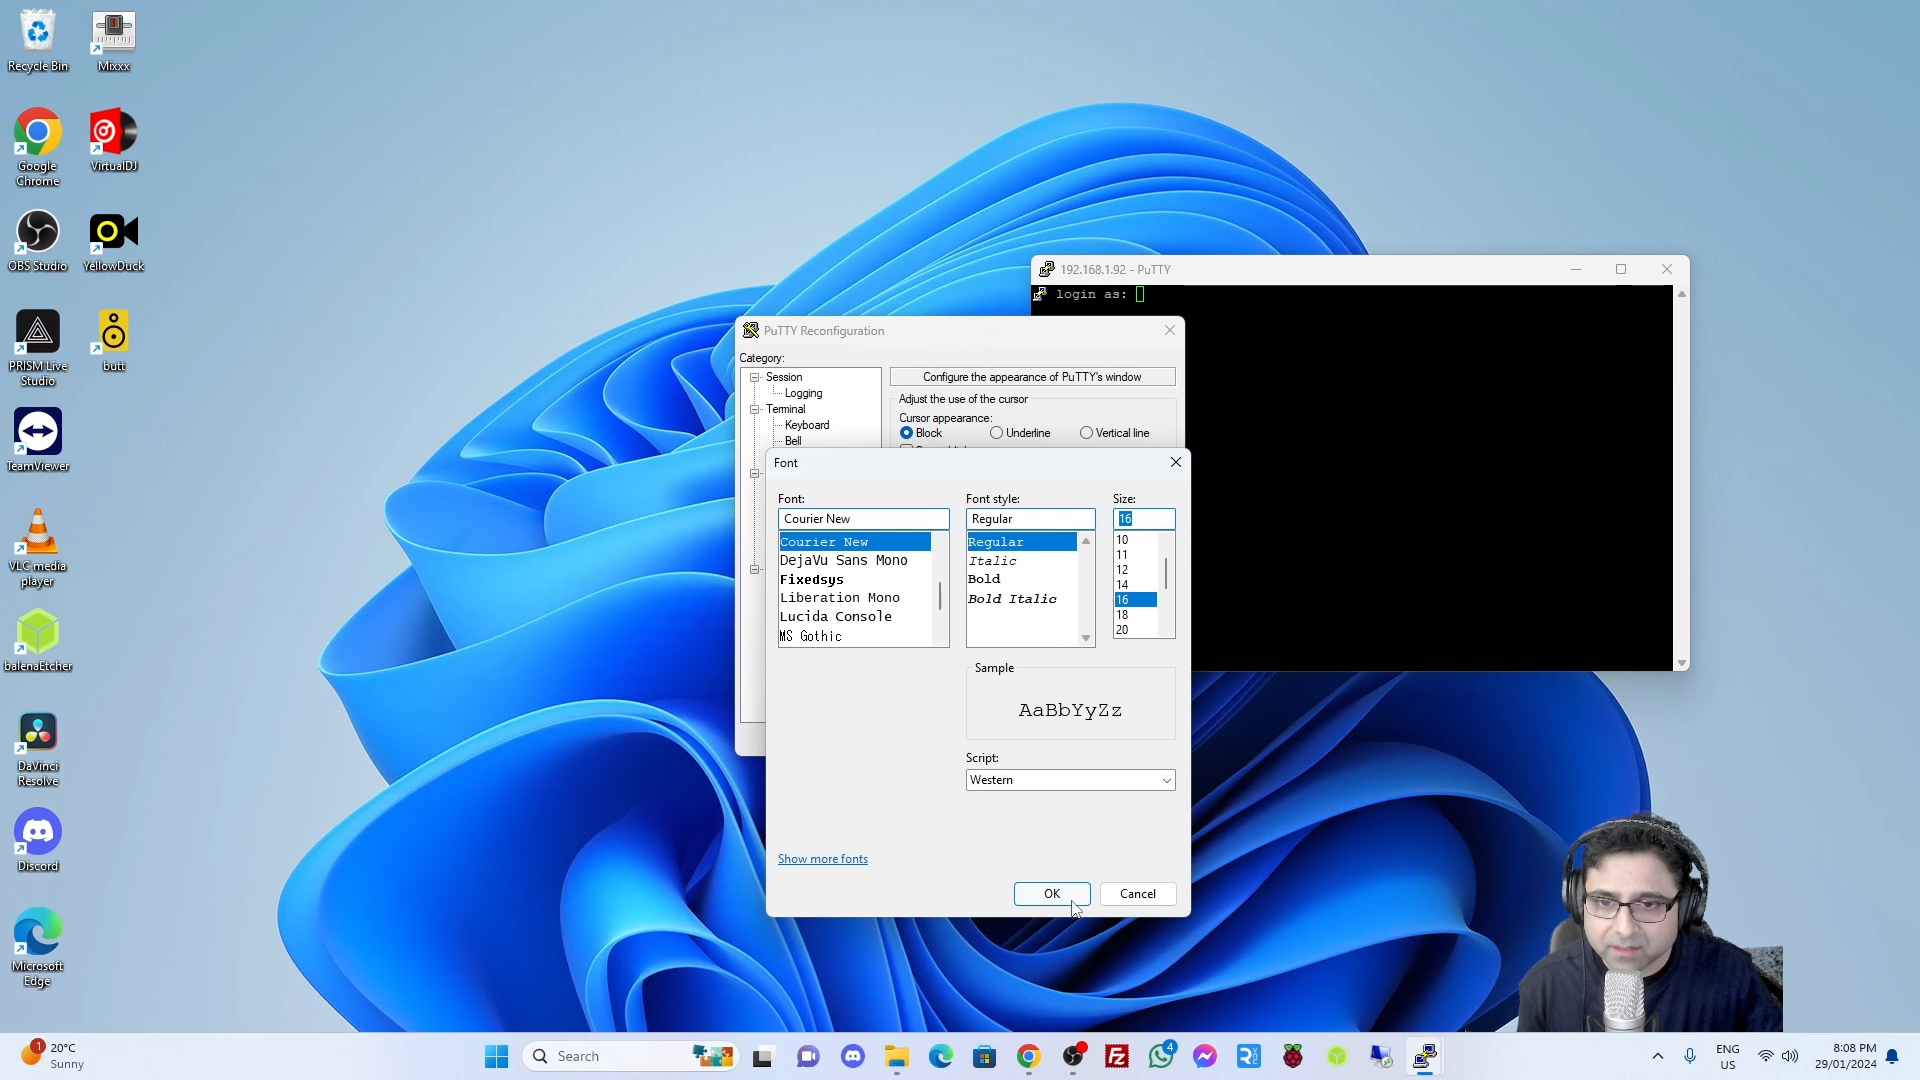 Recycle Bin
Mixxx
Google Chrome
VirtualDJ
OBS Studio
YellowDuck
PRISM Live Studio
butt
TeamViewer
VLC media player
balenaEtcher
DaVinci Resolve
Discord
Microsoft Edge
192.168.1.92 - PuTTY
login as:
PuTTY Reconfiguration
Category:
Session
Logging
Terminal
Keyboard
Bell
Configure the appearance of PuTTY's window
Adjust the use of the cursor
Cursor appearance:
Block
Underline
Vertical line
Font
Font:
Courier New
Courier New
DejaVu Sans Mono
Fixedsys
Liberation Mono
Lucida Console
MS Gothic
Font style:
Regular
Regular
Italic
Bold
Bold Italic
Size:
16
10
11
12
14
16
18
20
Sample
AaBbYyZz
Script:
Western
Show more fonts
OK
Cancel
1
20°C
Sunny
Search
Fz
4
ENG
US
8:08 PM
29/01/2024